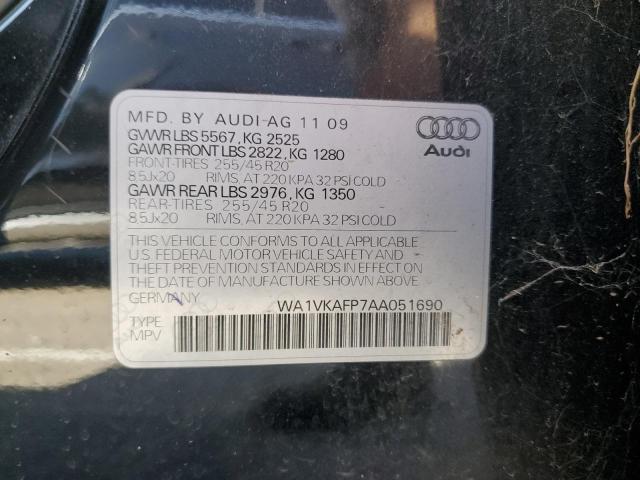 MFD. BY AUDI-AG 11 09
GVWR LBS 5567, KG 2525
GAWR FRONT LBS 2822, KG 1280
FRONT-TIRES 255/45 R20
8.5Jx20 RIMS, AT 220 KPA 32 PSI COLD
GAWR REAR LBS 2976, KG 1350
REAR-TIRES 255/45 R20
8.5Jx20 RIMS, AT 220 KPA 32 PSI COLD
Audi
THIS VEHICLE CONFORMS TO ALL APPLICABLE
U.S. FEDERAL MOTOR VEHICLE SAFETY AND
THEFT PREVENTION STANDARDS IN EFFECT ON
THE DATE OF MANUFACTURE SHOWN ABOVE
GERMANY WA1VKAFP7AA051690
TYPE:
MPV